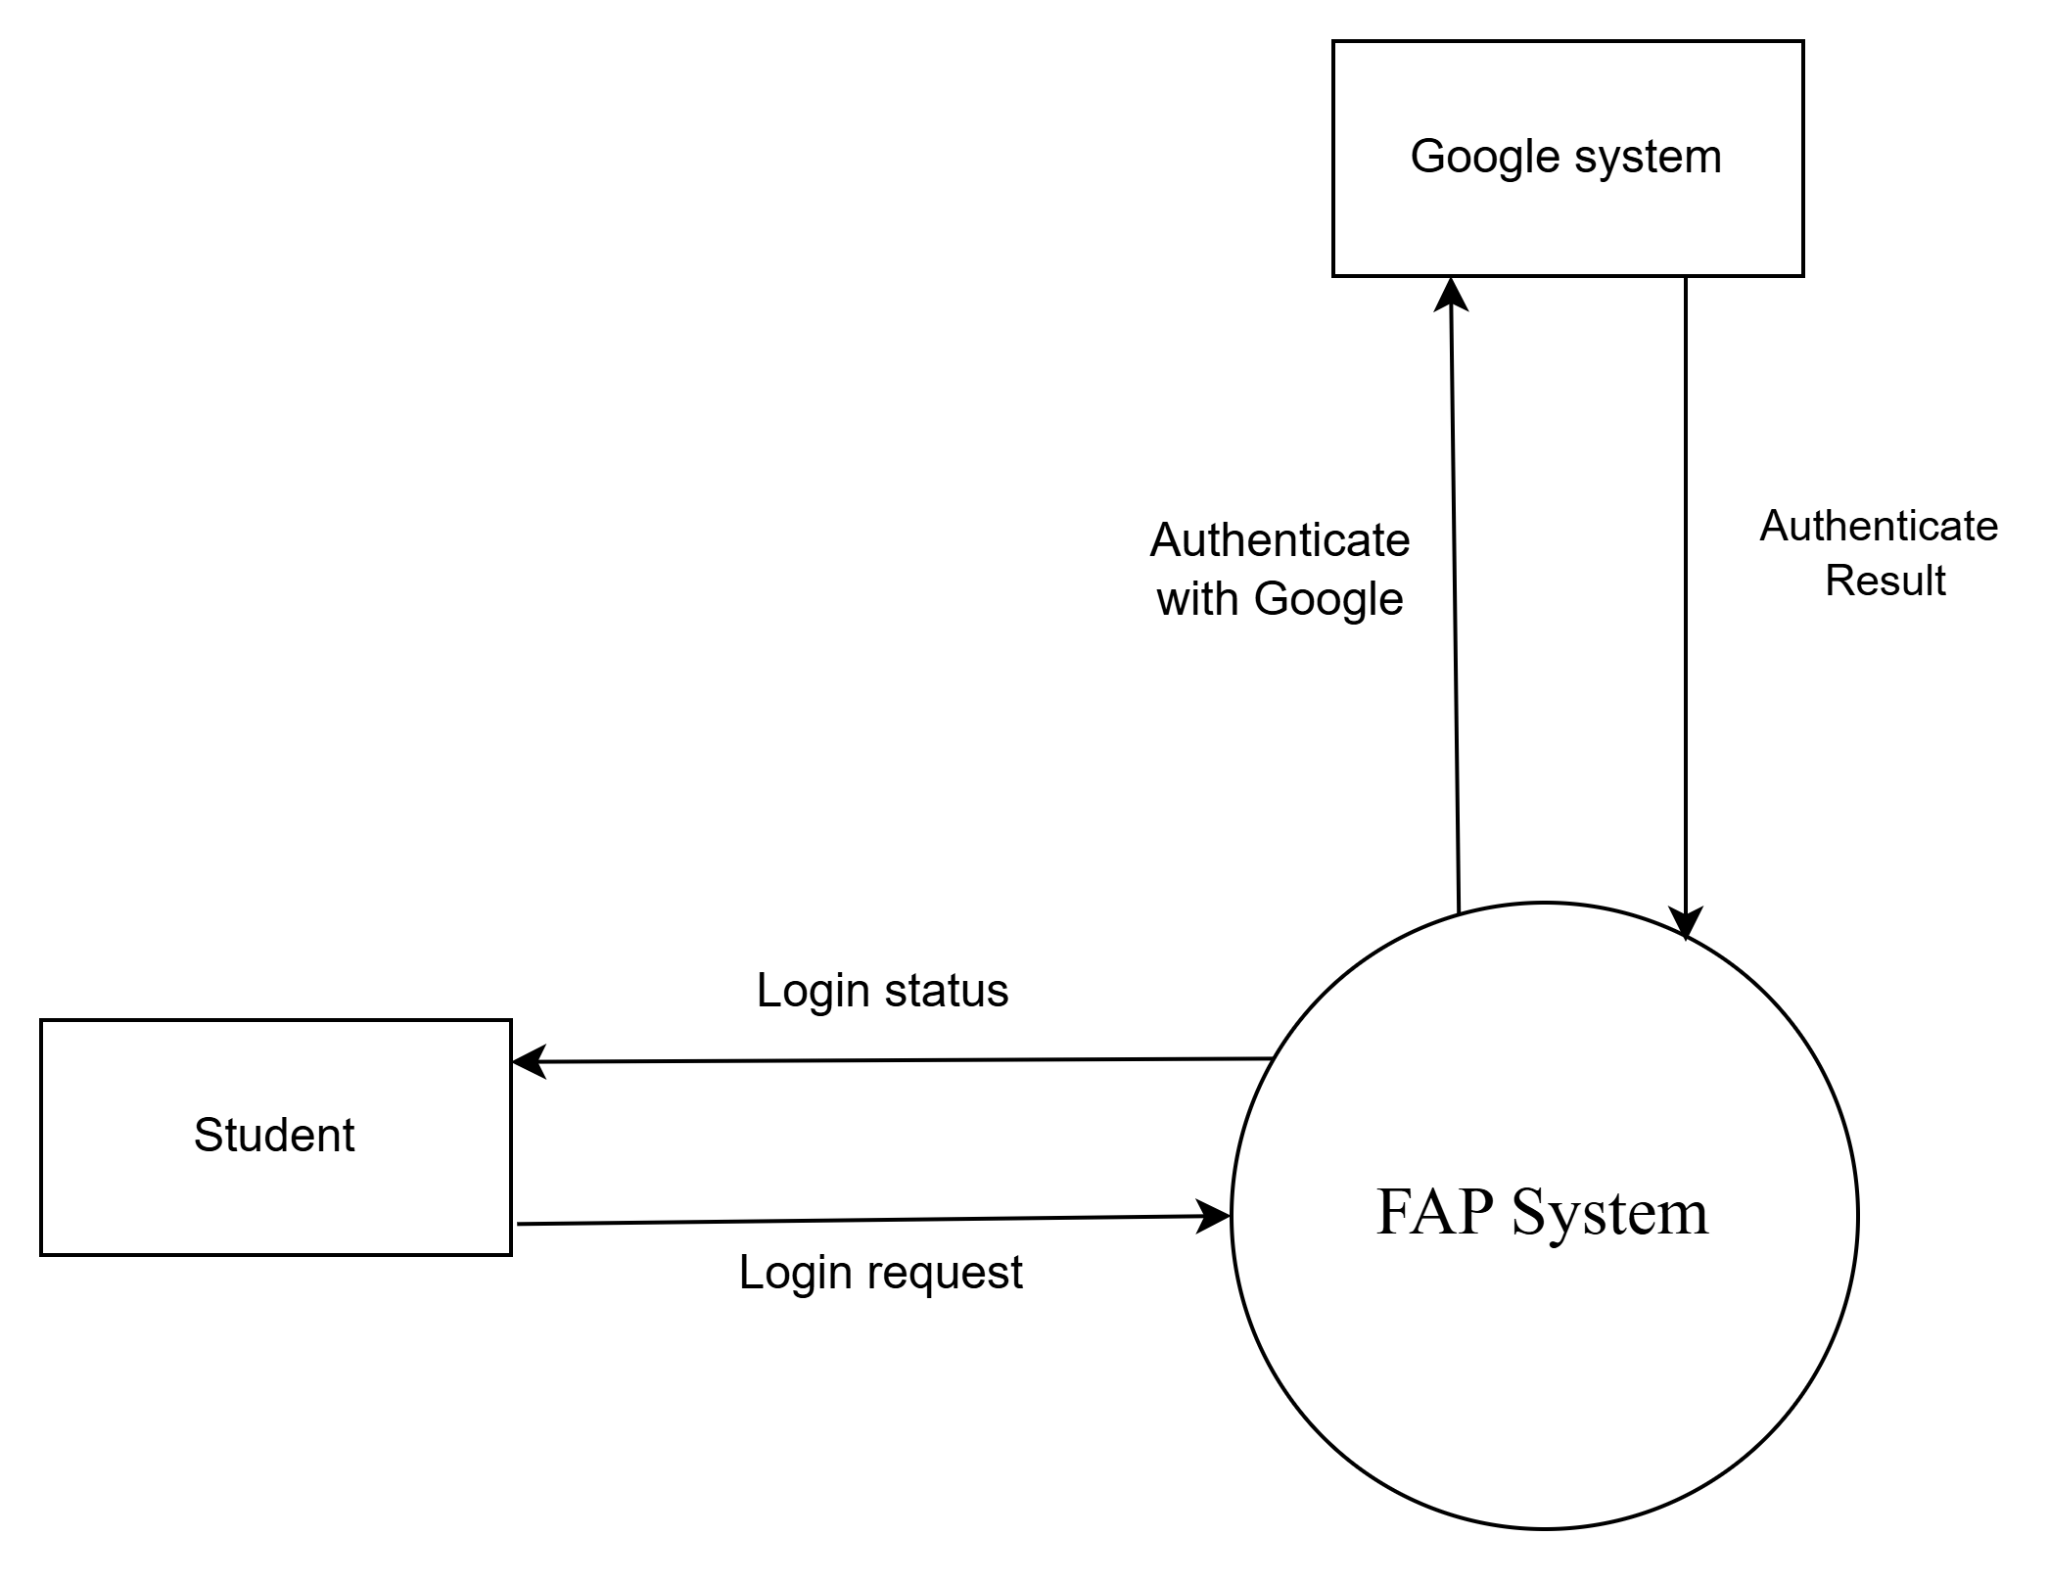 Google system
Authenticate
with Google
Authenticate
Result
Login status
Student
FAP System
Login request